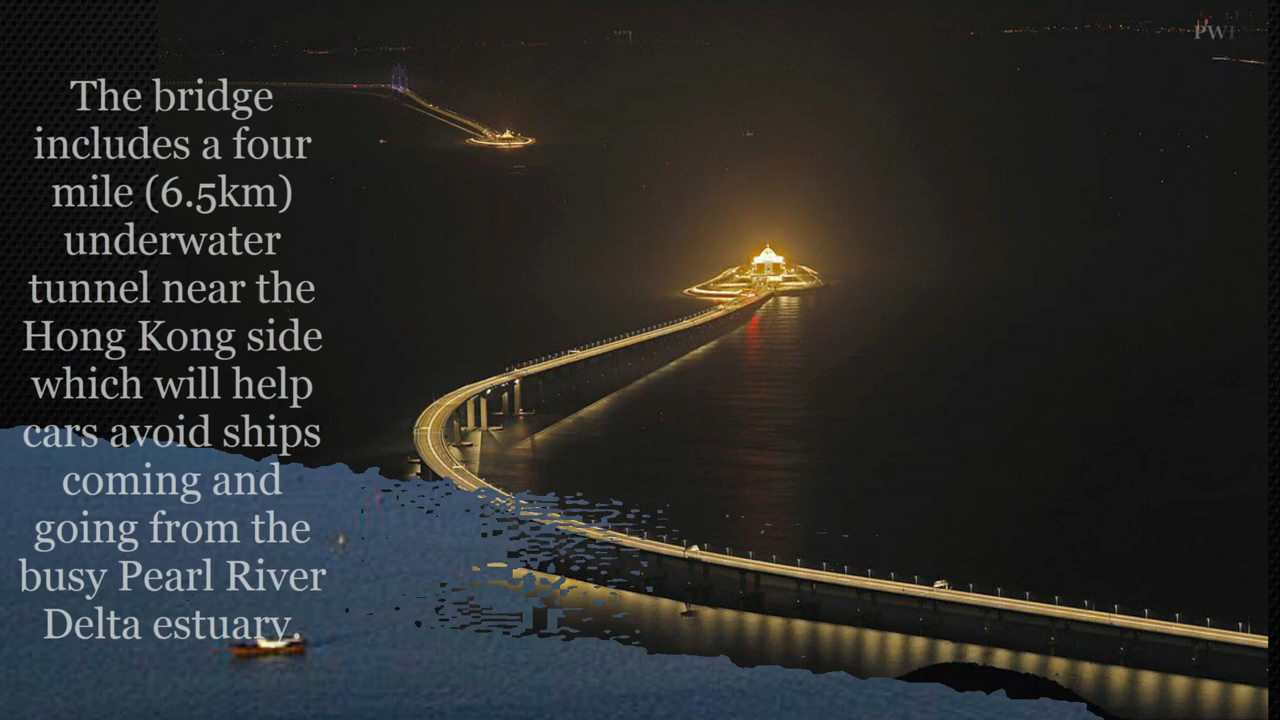 PWI
The bridge
includes a four
mile (6.5km)
underwater
tunnel near the
Hong Kong side
which will help
cars avoid ships
coming and
going from the
busy Pearl River
Delta estuary.